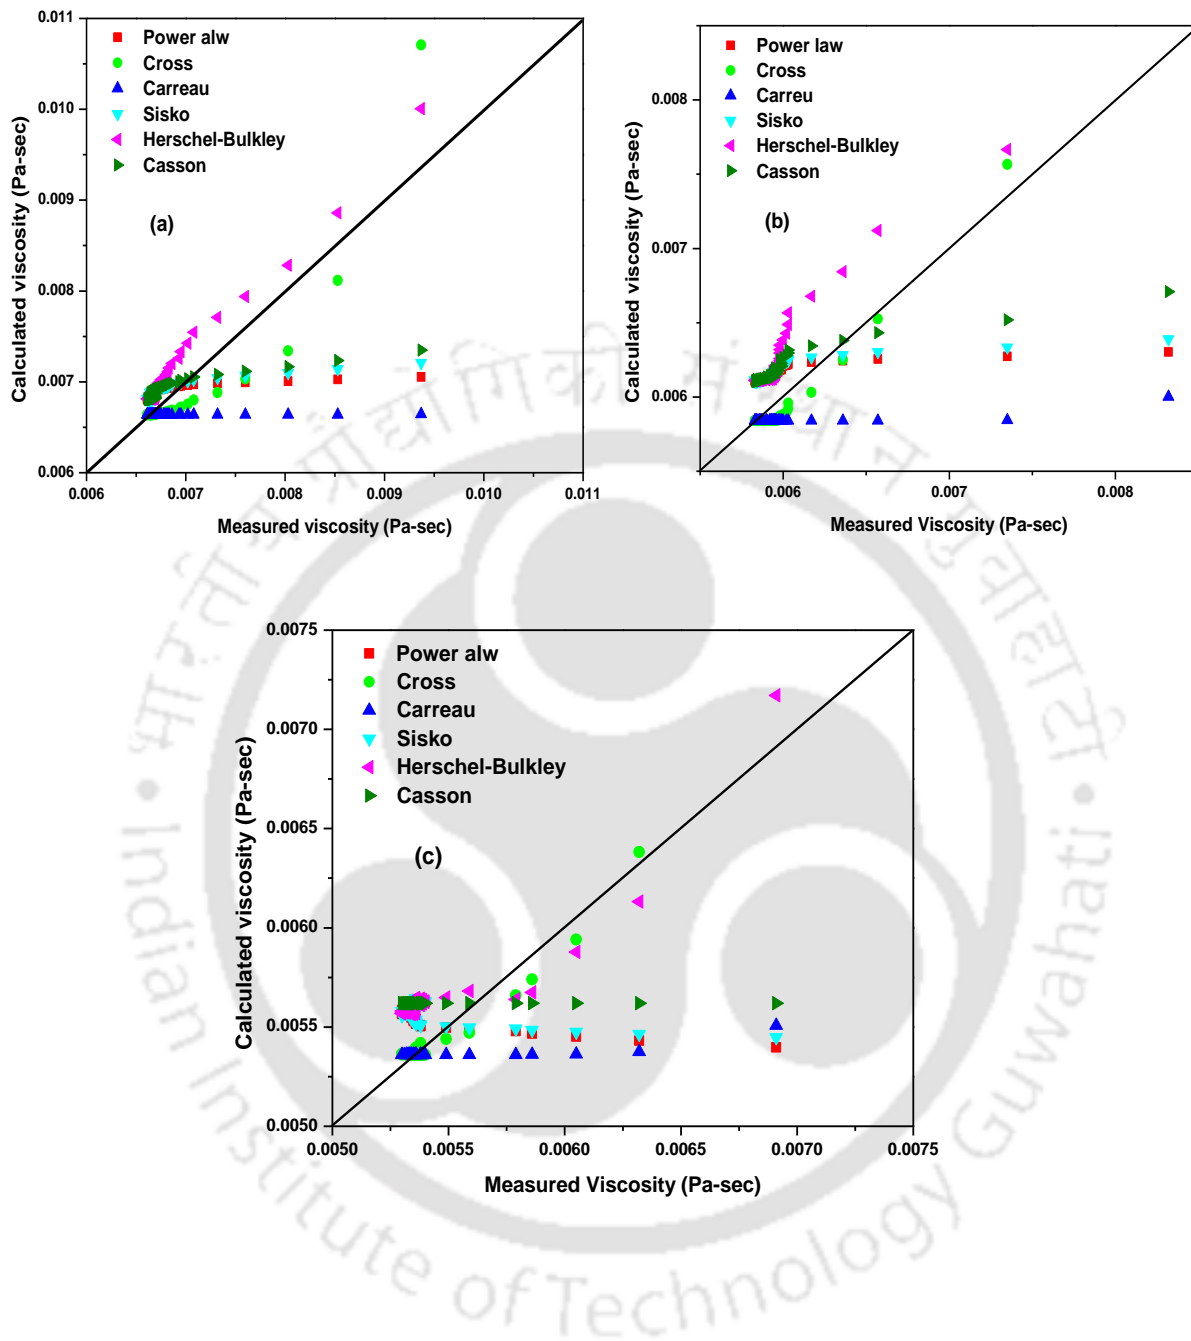 0.011
0.010
0.009
0.008
0.007
0.006
Calculated viscosity (Pa-sec)
Power alw
Cross
Carreau
Sisko
Herschel-Bulkley
Casson
(a)
0.006 0.007 0.008 0.009 0.010 0.011
Measured viscosity (Pa-sec)
0.008
0.007
0.006
Calculated viscosity (Pa-sec)
Power law
Cross
Carreu
Sisko
Herschel-Bulkley
Casson
(b)
0.006 0.007 0.008
Measured Viscosity (Pa-sec)
0.0075
0.0070
0.0065
0.0060
0.0055
0.0050
Calculated viscosity (Pa-sec)
Power alw
Cross
Carreau
Sisko
Herschel-Bulkley
Casson
(c)
0.0050 0.0055 0.0060 0.0065 0.0070 0.0075
Measured Viscosity (Pa-sec)
Indian Institute of Technology Guwahati